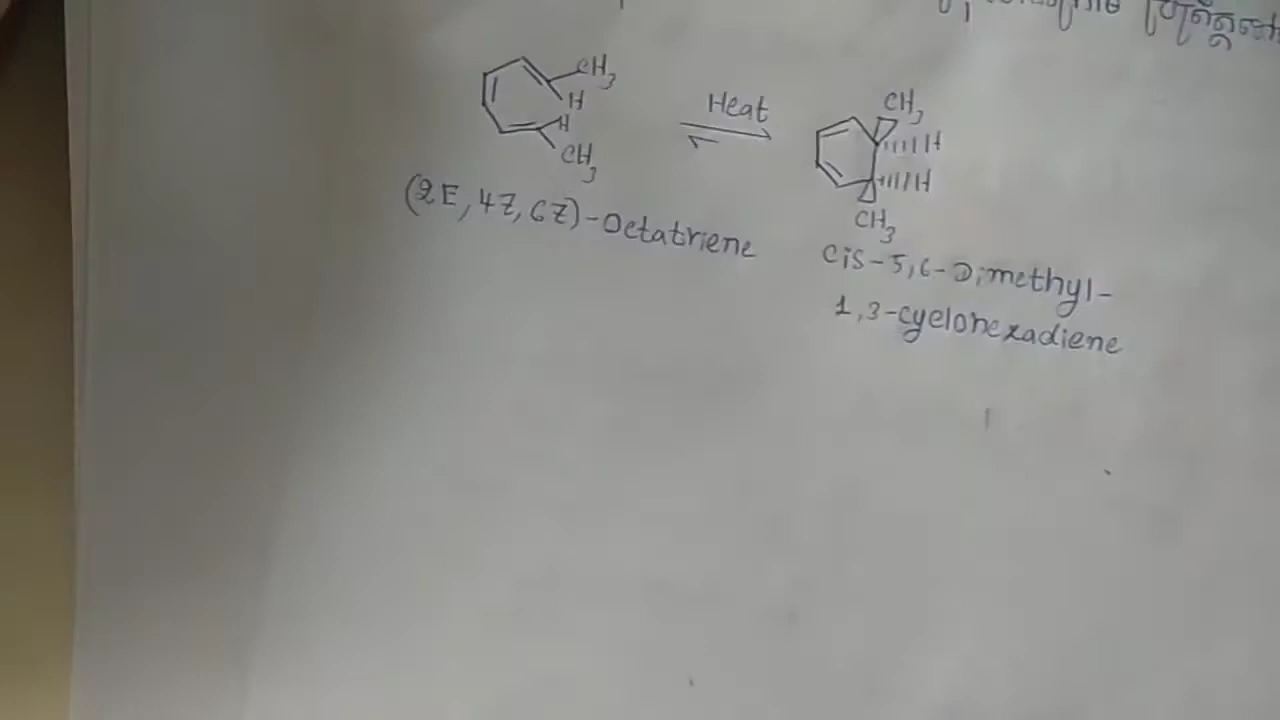 CH3
H
H
CH3
Heat
CH3
H
H
CH3
(2E, 4Z, 6Z)-Octatriene
cis-5,6-Dimethyl-
1,3-cyclohexadiene